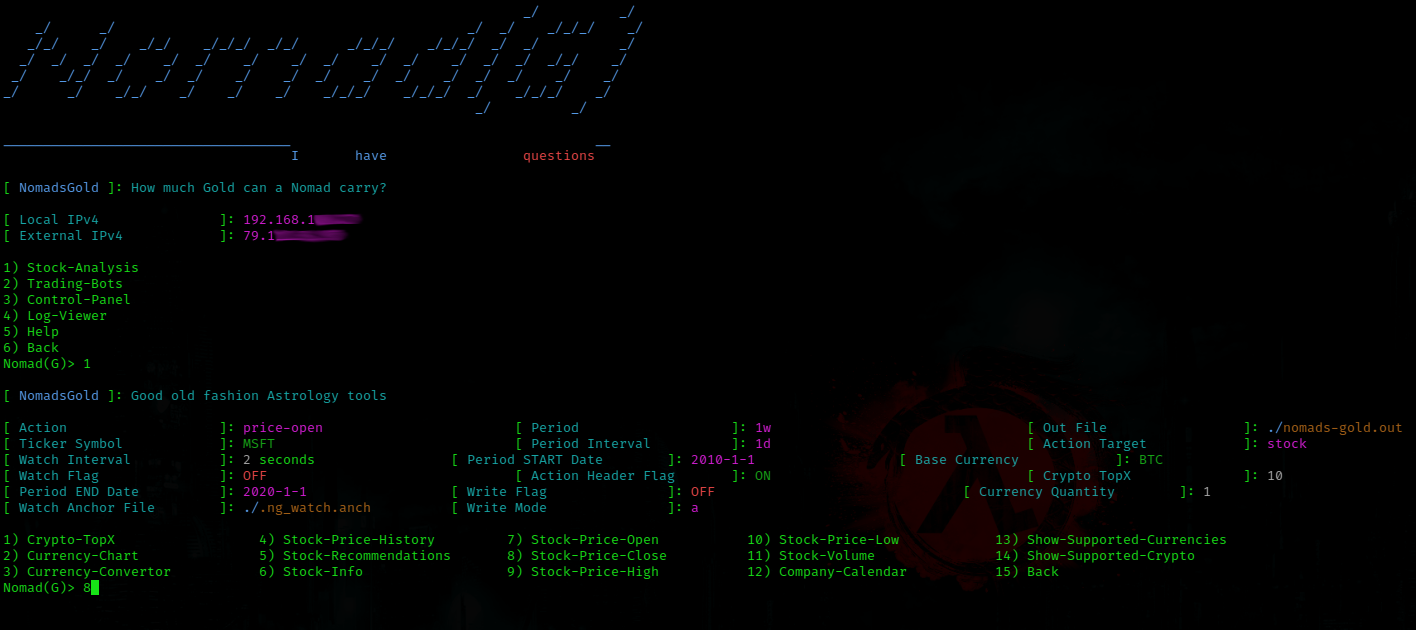 Nomad(G)
I have questions
[ NomadsGold ]: How much Gold can a Nomad carry?
[ Local IPv4 ]: 192.168.1
[ External IPv4 ]: 79.1
1) Stock-Analysis
2) Trading-Bots
3) Control-Panel
4) Log-Viewer
5) Help
6) Back
Nomad(G)> 1
[ NomadsGold ]: Good old fashion Astrology tools
[ Action ]: price-open [ Period ]: 1w [ Out File ]: ./nomads-gold.out
[ Ticker Symbol ]: MSFT [ Period Interval ]: 1d [ Action Target ]: stock
[ Watch Interval ]: 2 seconds [ Period START Date ]: 2010-1-1 [ Base Currency ]: BTC
[ Watch Flag ]: OFF [ Action Header Flag ]: ON [ Crypto TopX ]: 10
[ Period END Date ]: 2020-1-1 [ Write Flag ]: OFF [ Currency Quantity ]: 1
[ Watch Anchor File ]: ./.ng_watch.anch [ Write Mode ]: a
1) Crypto-TopX 4) Stock-Price-History 7) Stock-Price-Open 10) Stock-Price-Low 13) Show-Supported-Currencies
2) Currency-Chart 5) Stock-Recommendations 8) Stock-Price-Close 11) Stock-Volume 14) Show-Supported-Crypto
3) Currency-Convertor 6) Stock-Info 9) Stock-Price-High 12) Company-Calendar 15) Back
Nomad(G)> 8